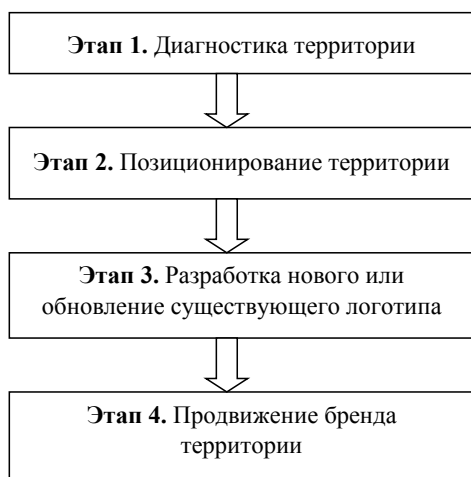 Этап 1. Диагностика территории
Этап 2. Позиционирование территории
Этап 3. Разработка нового или
обновление существующего логотипа
Этап 4. Продвижение бренда
территории